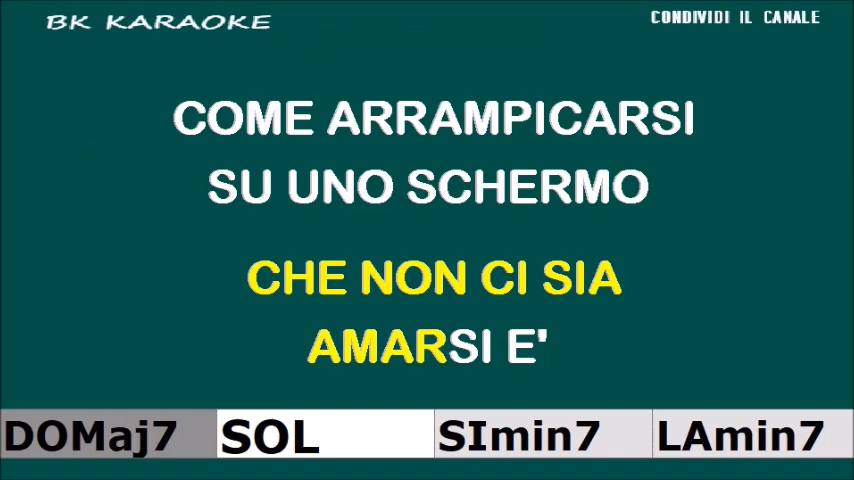 BK KARAOKE
CONDIVIDI IL CANALE
COME ARRAMPICARSI
SU UNO SCHERMO
CHE NON CI SIA
AMARSI E'
DOMaj7 SOL SImin7 LAmin7